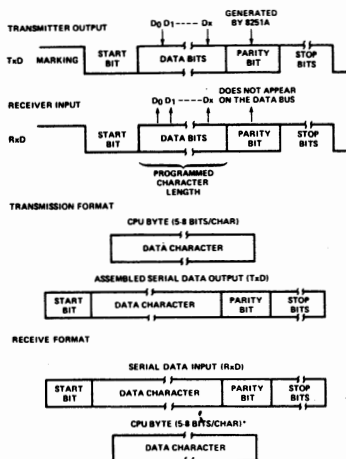 GENERATED
BY 8251A
TRANSMITTER OUTPUT
D0 D1 ----- Dx
TxD MARKING START BIT DATA BITS PARITY BIT STOP BITS
RECEIVER INPUT
DOES NOT APPEAR
ON THE DATA BUS
D0 D1 ----- Dx
RxD START BIT DATA BITS PARITY BIT STOP BITS
PROGRAMMED
CHARACTER
LENGTH
TRANSMISSION FORMAT
CPU BYTE (5-8 BITS/CHAR)
DATA CHARACTER
ASSEMBLED SERIAL DATA OUTPUT (TxD)
START BIT DATA CHARACTER PARITY BIT STOP BITS
RECEIVE FORMAT
SERIAL DATA INPUT (RxD)
START BIT DATA CHARACTER PARITY BIT STOP BITS
CPU BYTE (5-8 BITS/CHAR)*
DATA CHARACTER